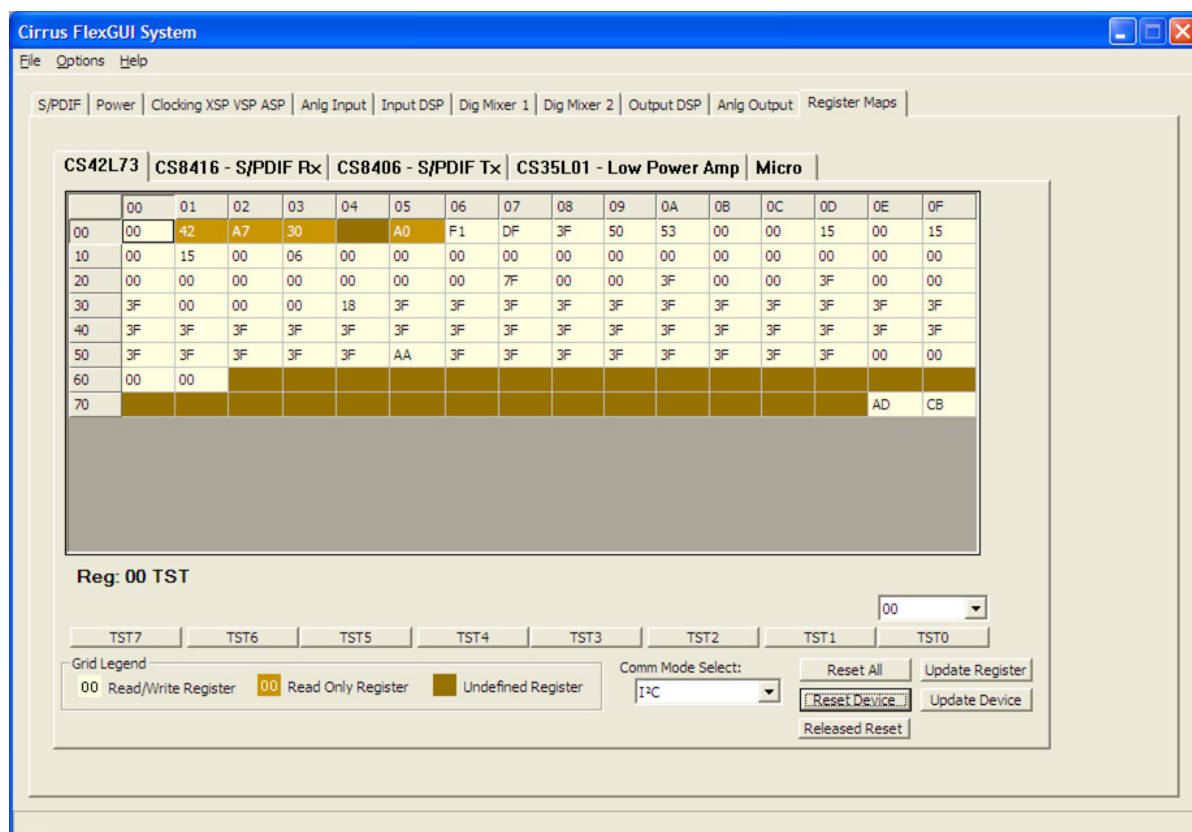 Cirrus FlexGUI System
File Options Help
S/PDIF Power Clocking XSP VSP ASP Anlg Input Input DSP Dig Mixer 1 Dig Mixer 2 Output DSP Anlg Output Register Maps
CS42L73 CS8416 - S/PDIF Rx CS8406 - S/PDIF Tx CS35L01 - Low Power Amp Micro
00 01 02 03 04 05 06 07 08 09 0A 0B 0C 0D 0E 0F
00 00 42 A7 30 A0 F1 DF 3F 50 53 00 00 15 00 15
10 00 15 00 06 00 00 00 00 00 00 00 00 00 00 00 00
20 00 00 00 00 00 00 00 7F 00 00 3F 00 00 3F 00 00
30 3F 00 00 00 18 3F 3F 3F 3F 3F 3F 3F 3F 3F 3F 3F
40 3F 3F 3F 3F 3F 3F 3F 3F 3F 3F 3F 3F 3F 3F 3F 3F
50 3F 3F 3F 3F 3F AA 3F 3F 3F 3F 3F 3F 3F 3F 00 00
60 00 00
70 AD CB
Reg: 00 TST
00
TST7 TST6 TST5 TST4 TST3 TST2 TST1 TST0
Grid Legend
00 Read/Write Register 00 Read Only Register Undefined Register
Comm Mode Select:
I²C
Reset All Update Register
Reset Device Update Device
Released Reset